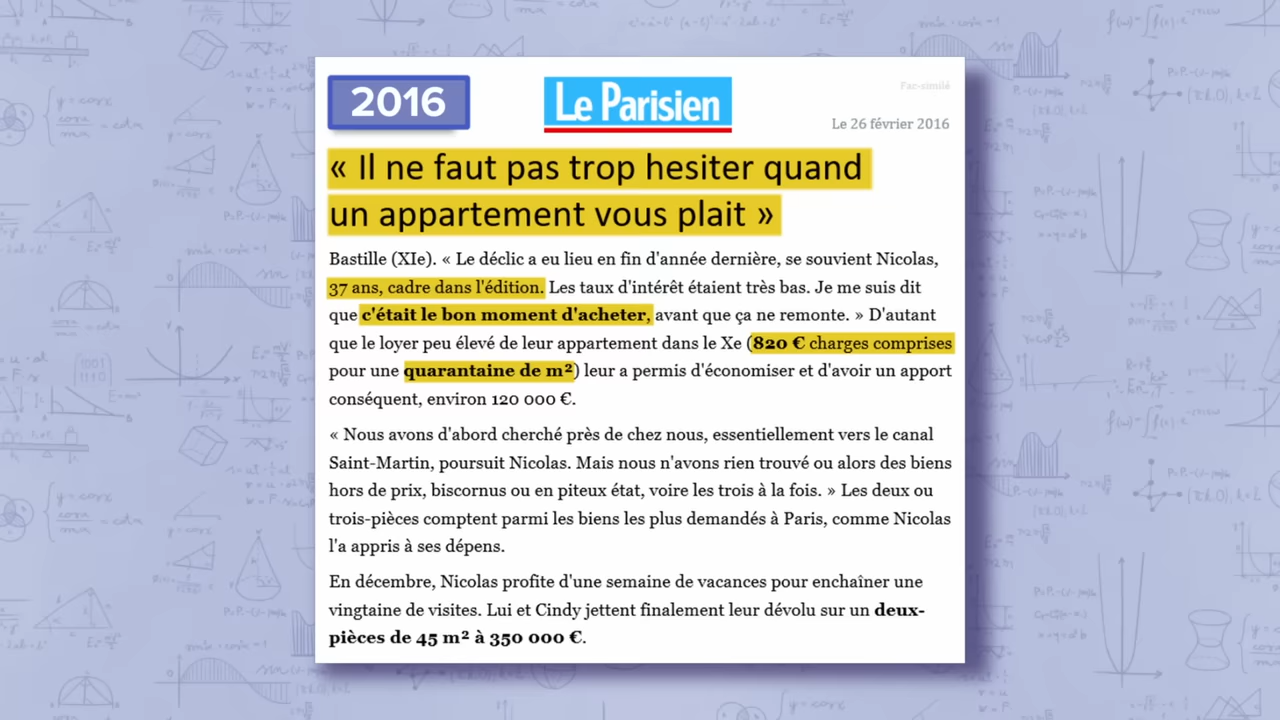 2016
Le Parisien
Fac-similé
Le 26 février 2016
« Il ne faut pas trop hesiter quand
un appartement vous plait »
Bastille (XIe). « Le déclic a eu lieu en fin d'année dernière, se souvient Nicolas,
37 ans, cadre dans l'édition. Les taux d'intérêt étaient très bas. Je me suis dit
que c'était le bon moment d'acheter, avant que ça ne remonte. » D'autant
que le loyer peu élevé de leur appartement dans le Xe (820 € charges comprises
pour une quarantaine de m²) leur a permis d'économiser et d'avoir un apport
conséquent, environ 120 000 €.
« Nous avons d'abord cherché près de chez nous, essentiellement vers le canal
Saint-Martin, poursuit Nicolas. Mais nous n'avons rien trouvé ou alors des biens
hors de prix, biscornus ou en piteux état, voire les trois à la fois. » Les deux ou
trois-pièces comptent parmi les biens les plus demandés à Paris, comme Nicolas
l'a appris à ses dépens.
En décembre, Nicolas profite d'une semaine de vacances pour enchaîner une
vingtaine de visites. Lui et Cindy jettent finalement leur dévolu sur un deux-
pièces de 45 m² à 350 000 €.